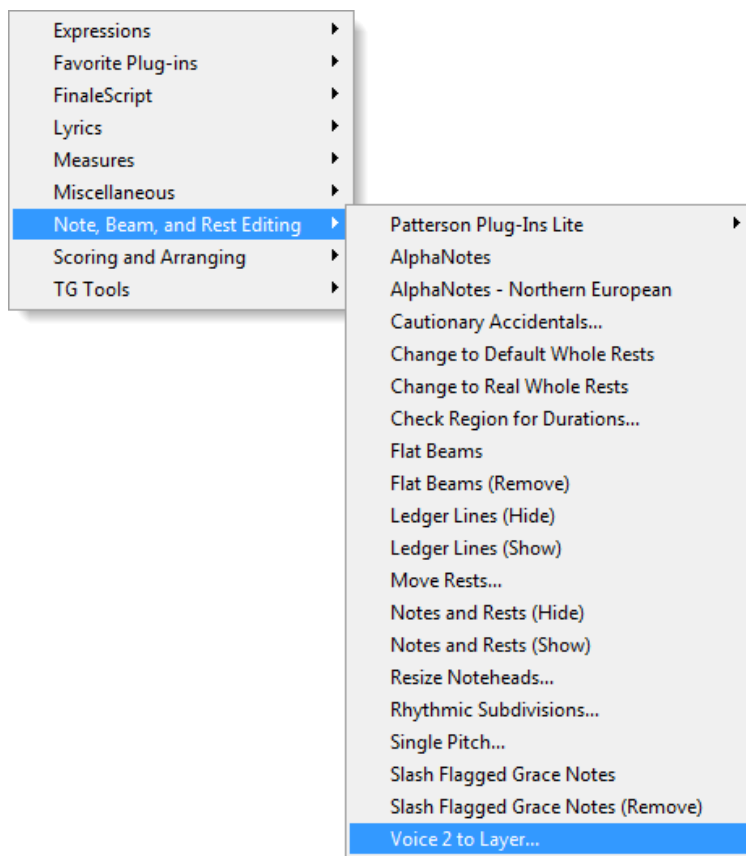 Expressions
Favorite Plug-ins
FinaleScript
Lyrics
Measures
Miscellaneous
Note, Beam, and Rest Editing
Scoring and Arranging
TG Tools
Patterson Plug-Ins Lite
AlphaNotes
AlphaNotes - Northern European
Cautionary Accidentals...
Change to Default Whole Rests
Change to Real Whole Rests
Check Region for Durations...
Flat Beams
Flat Beams (Remove)
Ledger Lines (Hide)
Ledger Lines (Show)
Move Rests...
Notes and Rests (Hide)
Notes and Rests (Show)
Resize Noteheads...
Rhythmic Subdivisions...
Single Pitch...
Slash Flagged Grace Notes
Slash Flagged Grace Notes (Remove)
Voice 2 to Layer...